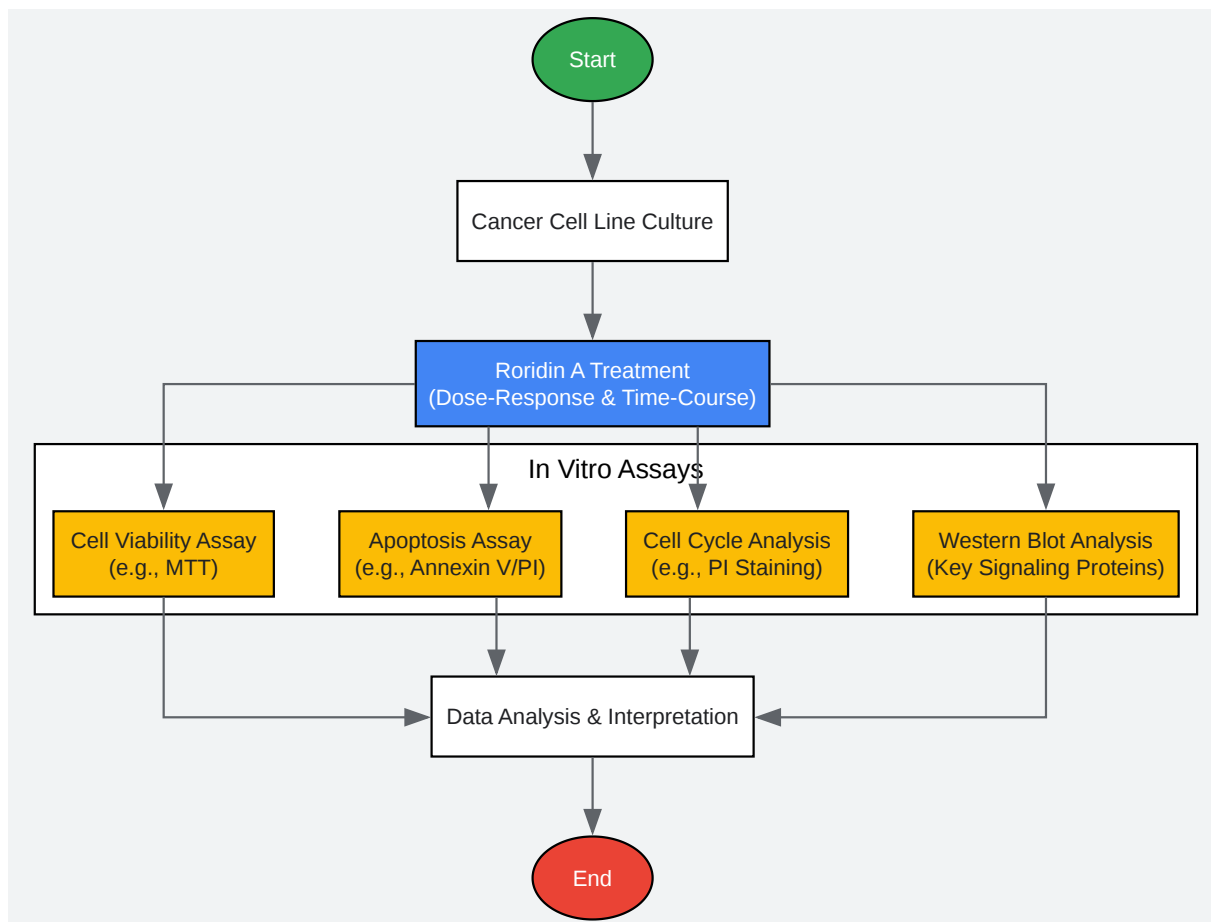 Start
Cancer Cell Line Culture
Roridin A Treatment
(Dose-Response & Time-Course)
In Vitro Assays
Cell Viability Assay
(e.g., MTT)
Apoptosis Assay
(e.g., Annexin V/PI)
Cell Cycle Analysis
(e.g., PI Staining)
Western Blot Analysis
(Key Signaling Proteins)
Data Analysis & Interpretation
End